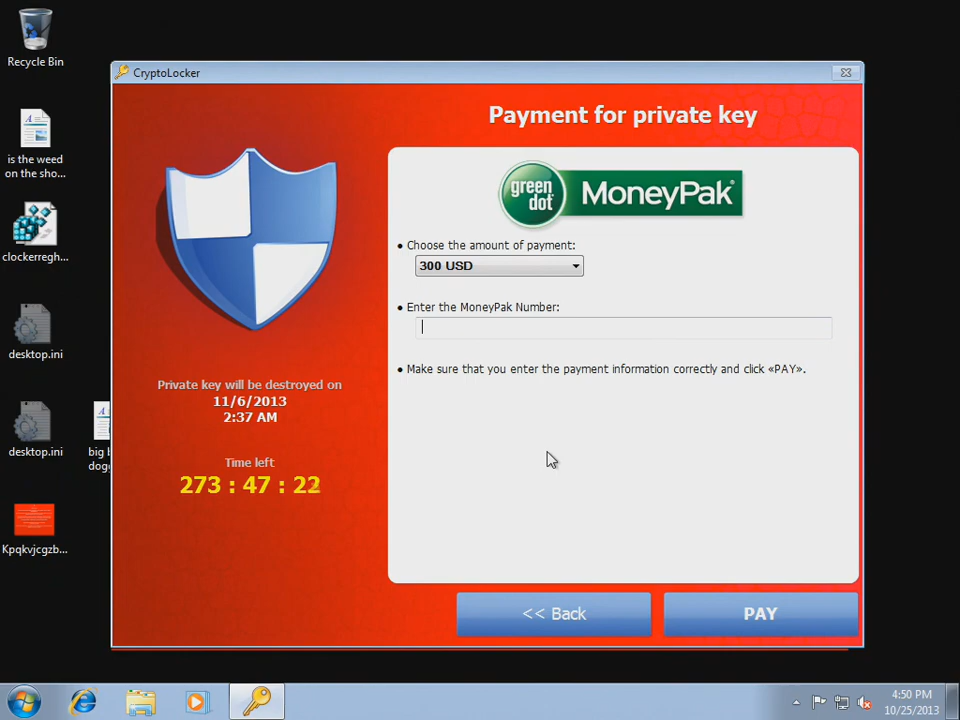 Recycle Bin
is the weed
on the sho...
clockerregh...
desktop.ini
desktop.ini
big b
dogg
Kpqkvjcgzb...
CryptoLocker
Payment for private key
green
dot
MoneyPak
• Choose the amount of payment:
300 USD
• Enter the MoneyPak Number:
• Make sure that you enter the payment information correctly and click «PAY».
Private key will be destroyed on
11/6/2013
2:37 AM
Time left
273 : 47 : 22
<< Back
PAY
4:50 PM
10/25/2013